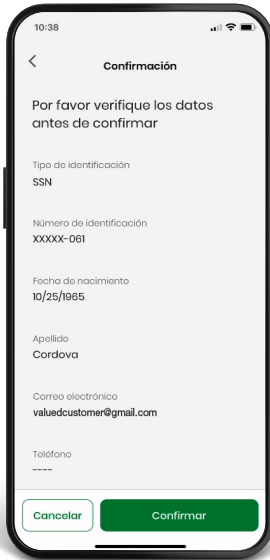 10:38
Confirmación
Por favor verifique los datos
antes de confirmar
Tipo de identificación
SSN
Número de identificación
XXXXX-061
Fecha de nacimiento
10/25/1965
Apellido
Cordova
Correo electrónico
valuedcustomer@gmail.com
Teléfono
----
Cancelar
Confirmar